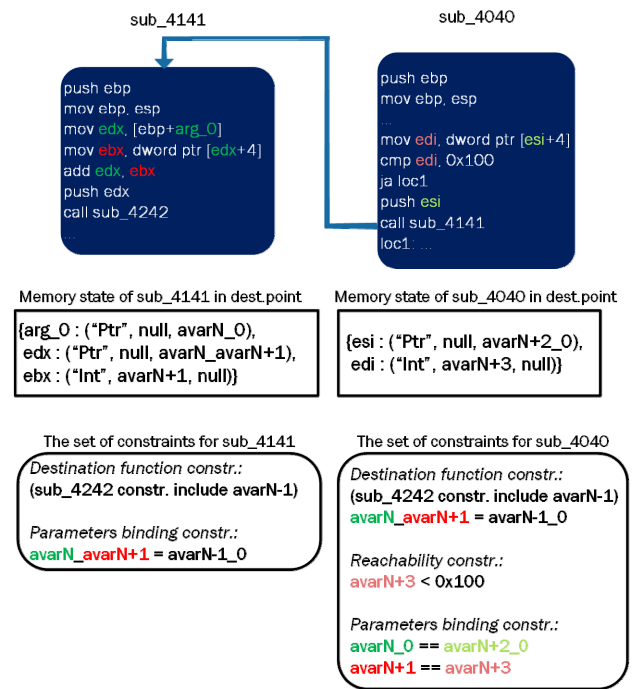 sub_4141
push ebp
mov ebp, esp
mov edx, [ebp+arg_0]
mov ebx, dword ptr [edx+4]
add edx, ebx
push edx
call sub_4242
...
sub_4040
push ebp
mov ebp, esp
...
mov edi, dword ptr [esi+4]
cmp edi, 0x100
ja loc1
push esi
call sub_4141
loc1: ...
Memory state of sub_4141 in dest.point
{arg_0 : ("Ptr", null, avarN_0),
edx : ("Ptr", null, avarN_avarN+1),
ebx : ("Int", avarN+1, null)}
Memory state of sub_4040 in dest.point
{esi : ("Ptr", null, avarN+2_0),
edi : ("Int", avarN+3, null)}
The set of constraints for sub_4141
Destination function constr.:
(sub_4242 constr. include avarN-1)
Parameters binding constr.:
avarN_avarN+1 = avarN-1_0
The set of constraints for sub_4040
Destination function constr.:
(sub_4242 constr. include avarN-1)
avarN_avarN+1 = avarN-1_0
Reachability constr.:
avarN+3 < 0x100
Parameters binding constr.:
avarN_0 == avarN+2_0
avarN+1 == avarN+3